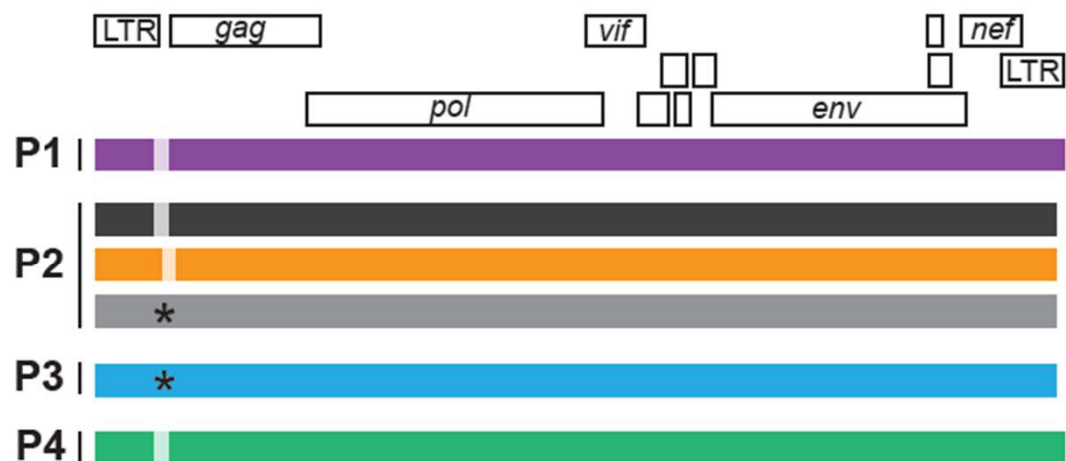 LTR gag vif nef
LTR
pol env
P1
P2
*
P3 *
P4